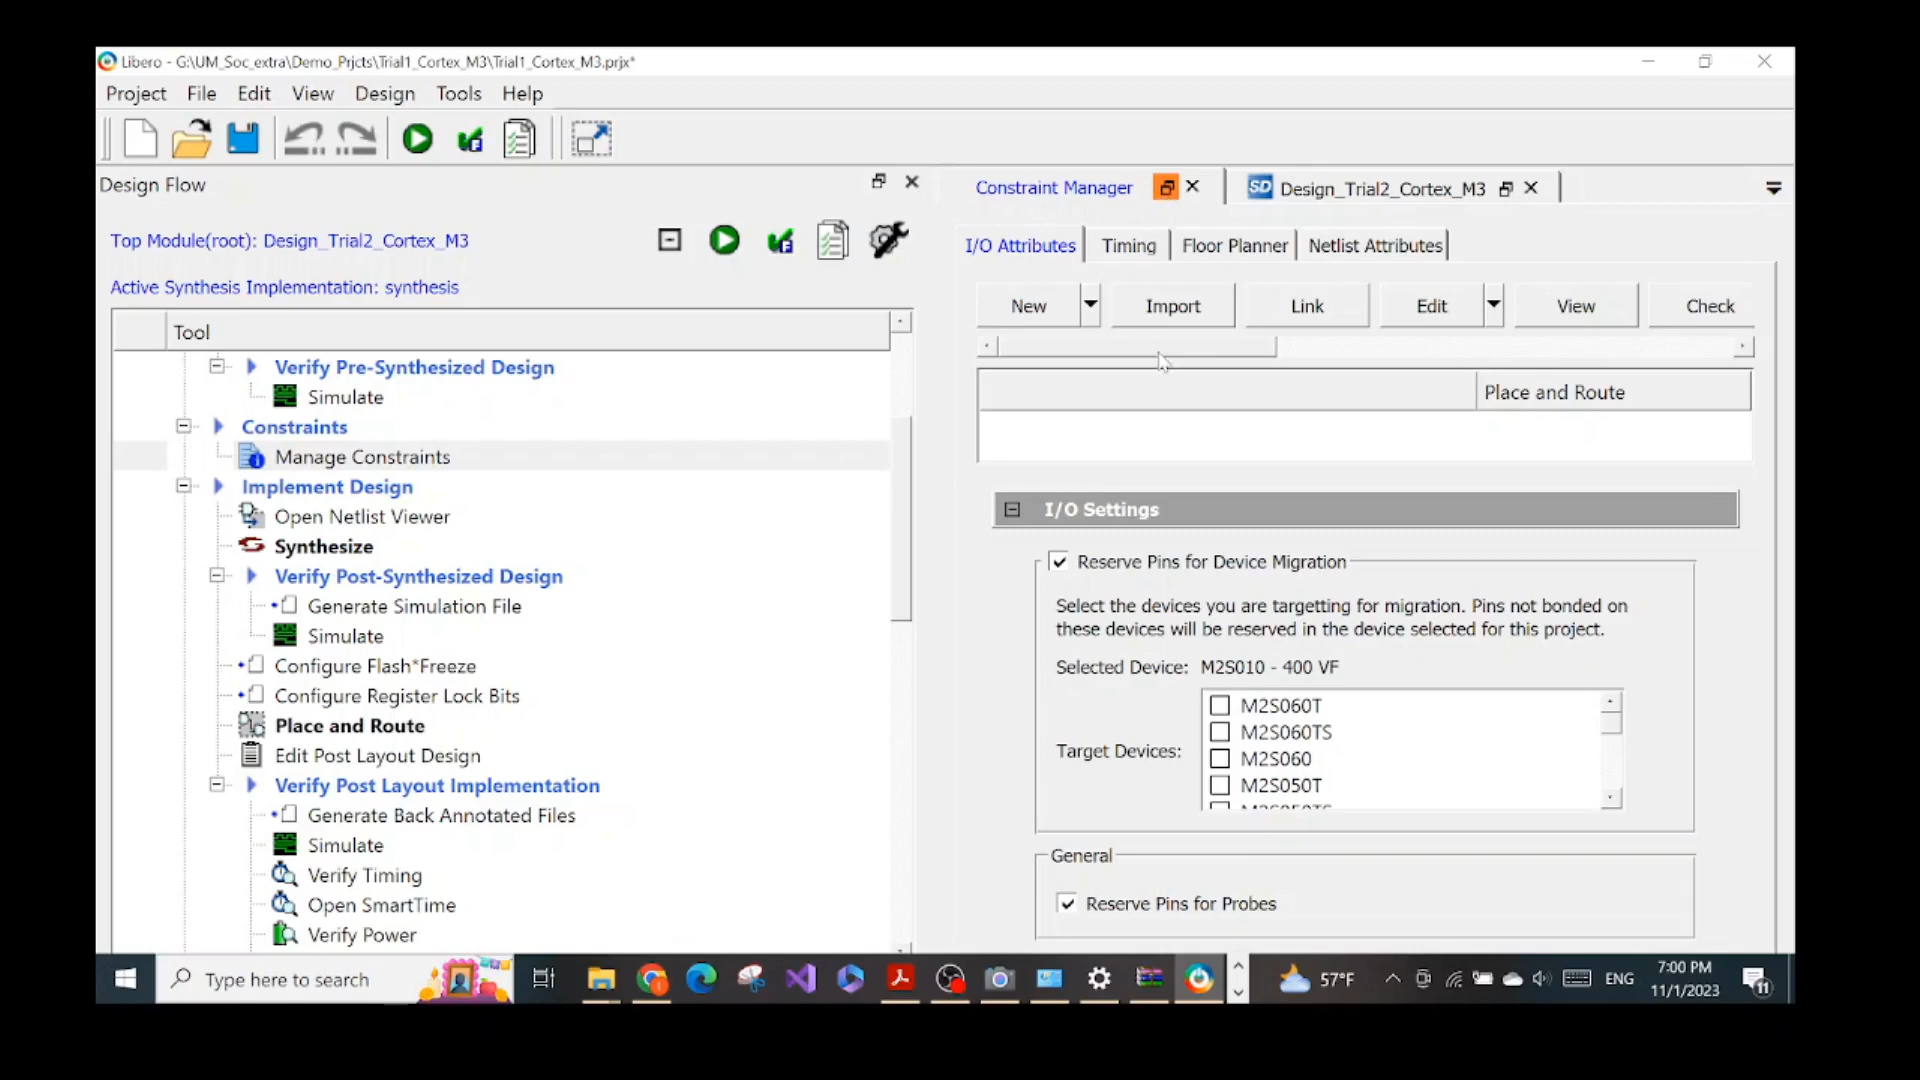 Libero - G:\UM_Soc_extra\Demo_Prjcts\Trial1_Cortex_M3\Trial1_Cortex_M3.prjx*
Project File Edit View Design Tools Help
Design Flow
Top Module(root): Design_Trial2_Cortex_M3
Active Synthesis Implementation: synthesis
Tool
Verify Pre-Synthesized Design
Simulate
Constraints
Manage Constraints
Implement Design
Open Netlist Viewer
Synthesize
Verify Post-Synthesized Design
Generate Simulation File
Simulate
Configure Flash*Freeze
Configure Register Lock Bits
Place and Route
Edit Post Layout Design
Verify Post Layout Implementation
Generate Back Annotated Files
Simulate
Verify Timing
Open SmartTime
Verify Power
Constraint Manager
SD Design_Trial2_Cortex_M3
I/O Attributes Timing Floor Planner Netlist Attributes
New Import Link Edit View Check
Place and Route
I/O Settings
Reserve Pins for Device Migration
Select the devices you are targetting for migration. Pins not bonded on
these devices will be reserved in the device selected for this project.
Selected Device: M2S010 - 400 VF
Target Devices:
M2S060T
M2S060TS
M2S060
M2S050T
General
Reserve Pins for Probes
Type here to search
57°F
ENG
7:00 PM
11/1/2023
11